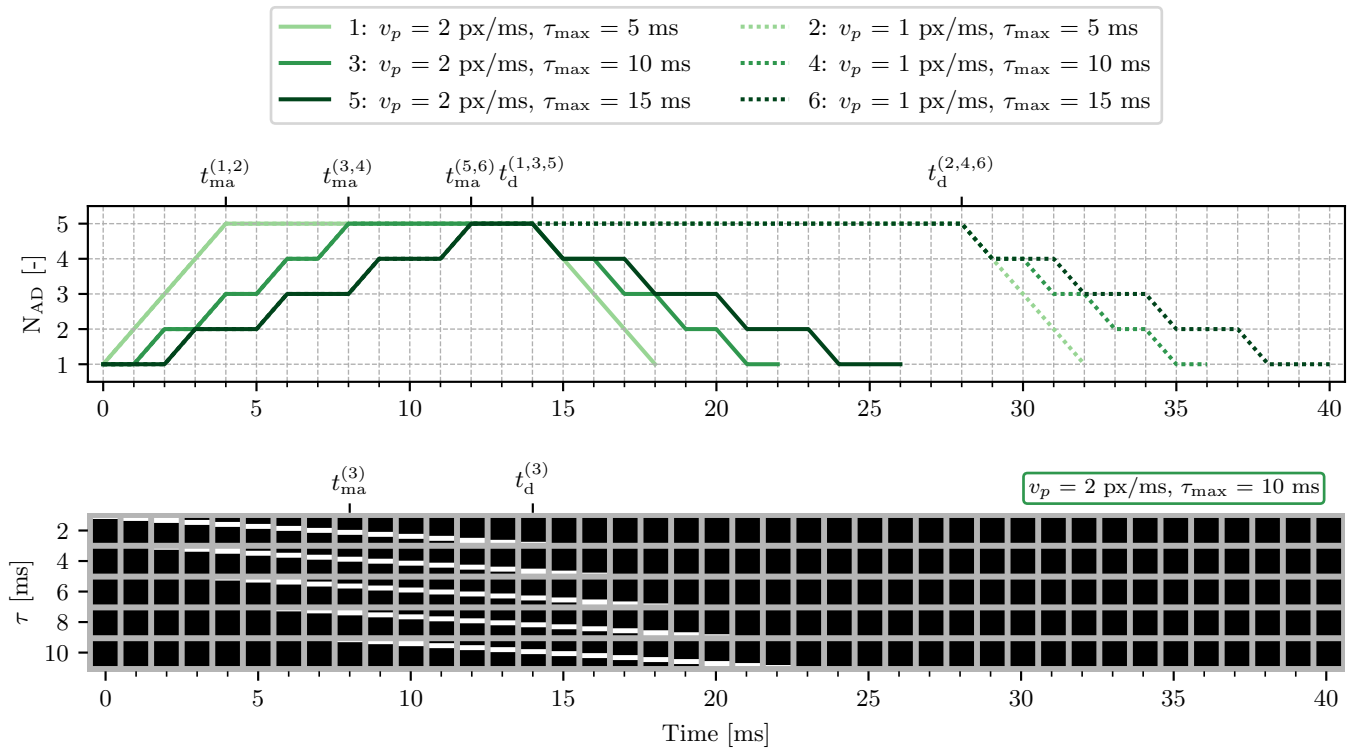 1: v_p = 2 px/ms, τ_max = 5 ms
2: v_p = 1 px/ms, τ_max = 5 ms
3: v_p = 2 px/ms, τ_max = 10 ms
4: v_p = 1 px/ms, τ_max = 10 ms
5: v_p = 2 px/ms, τ_max = 15 ms
6: v_p = 1 px/ms, τ_max = 15 ms
t_ma^(1,2) t_ma^(3,4) t_ma^(5,6) t_d^(1,3,5) t_d^(2,4,6)
N_AD [-]
5
4
3
2
1
0 5 10 15 20 25 30 35 40
t_ma^(3) t_d^(3)
v_p = 2 px/ms, τ_max = 10 ms
τ [ms]
2
4
6
8
10
0 5 10 15 20 25 30 35 40
Time [ms]